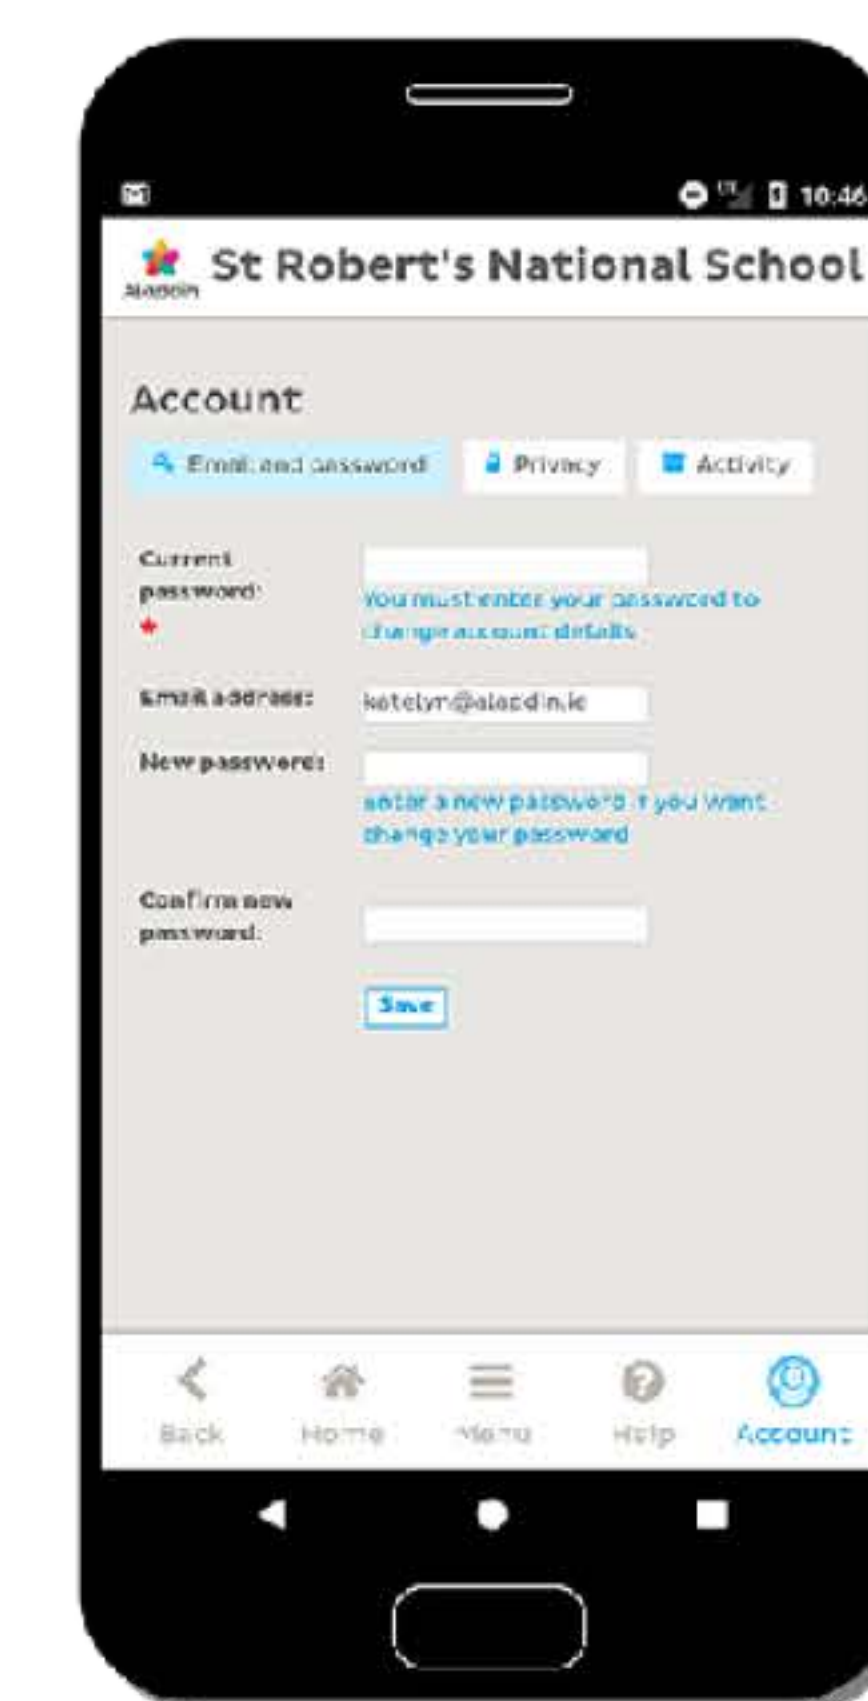 10:46
Aladdin
St Robert's National School
Account
Email and password
Privacy
Activity
Current
password:
*
You must enter your password to
change account details
Email address:
katelyn@aladdin.ie
New password:
enter a new password if you want
change your password
Confirm new
password:
Save
Back
Home
Menu
Help
Account